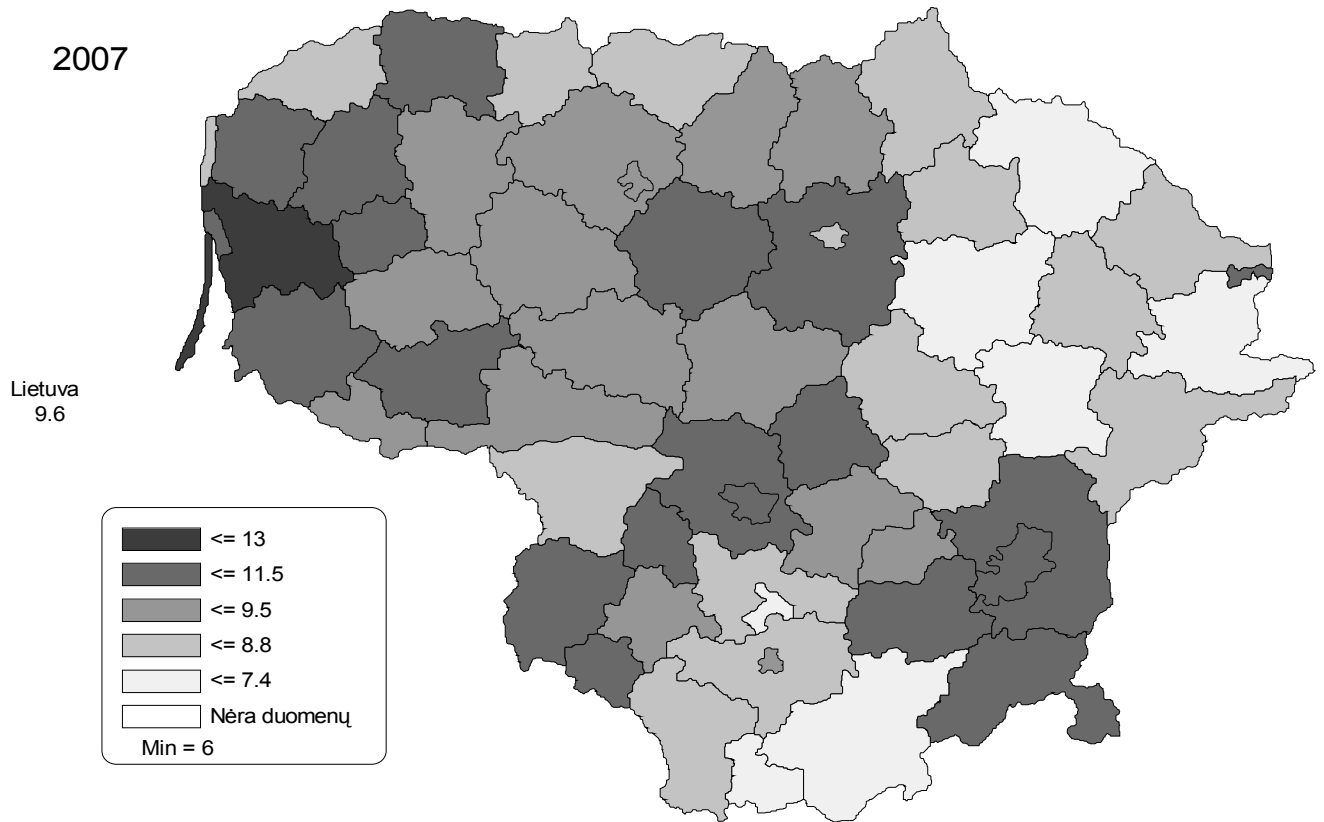 2007
Lietuva
9.6
<= 13
<= 11.5
<= 9.5
<= 8.8
<= 7.4
Nėra duomenų
Min = 6